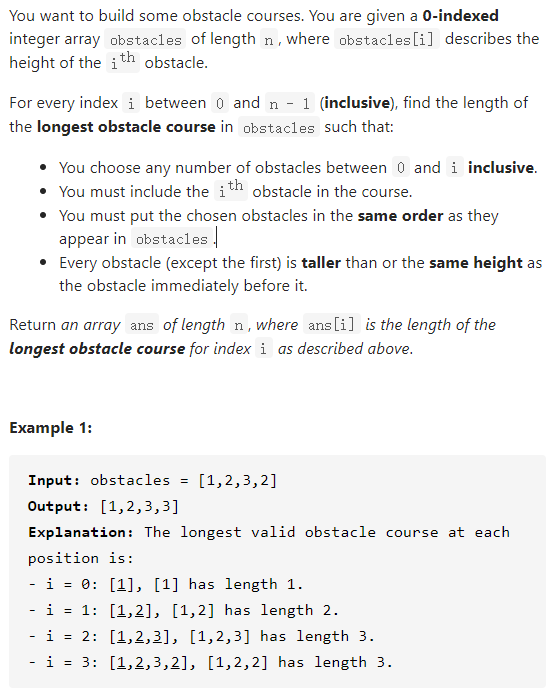 You want to build some obstacle courses. You are given a 0-indexed
integer array obstacles of length n, where obstacles[i] describes the
height of the ith obstacle.
For every index i between 0 and n - 1 (inclusive), find the length of
the longest obstacle course in obstacles such that:
• You choose any number of obstacles between 0 and i inclusive.
• You must include the ith obstacle in the course.
• You must put the chosen obstacles in the same order as they
appear in obstacles.
• Every obstacle (except the first) is taller than or the same height as
the obstacle immediately before it.
Return an array ans of length n, where ans[i] is the length of the
longest obstacle course for index i as described above.
Example 1:
Input: obstacles = [1,2,3,2]
Output: [1,2,3,3]
Explanation: The longest valid obstacle course at each
position is:
- i = 0: [1], [1] has length 1.
- i = 1: [1,2], [1,2] has length 2.
- i = 2: [1,2,3], [1,2,3] has length 3.
- i = 3: [1,2,3,2], [1,2,2] has length 3.